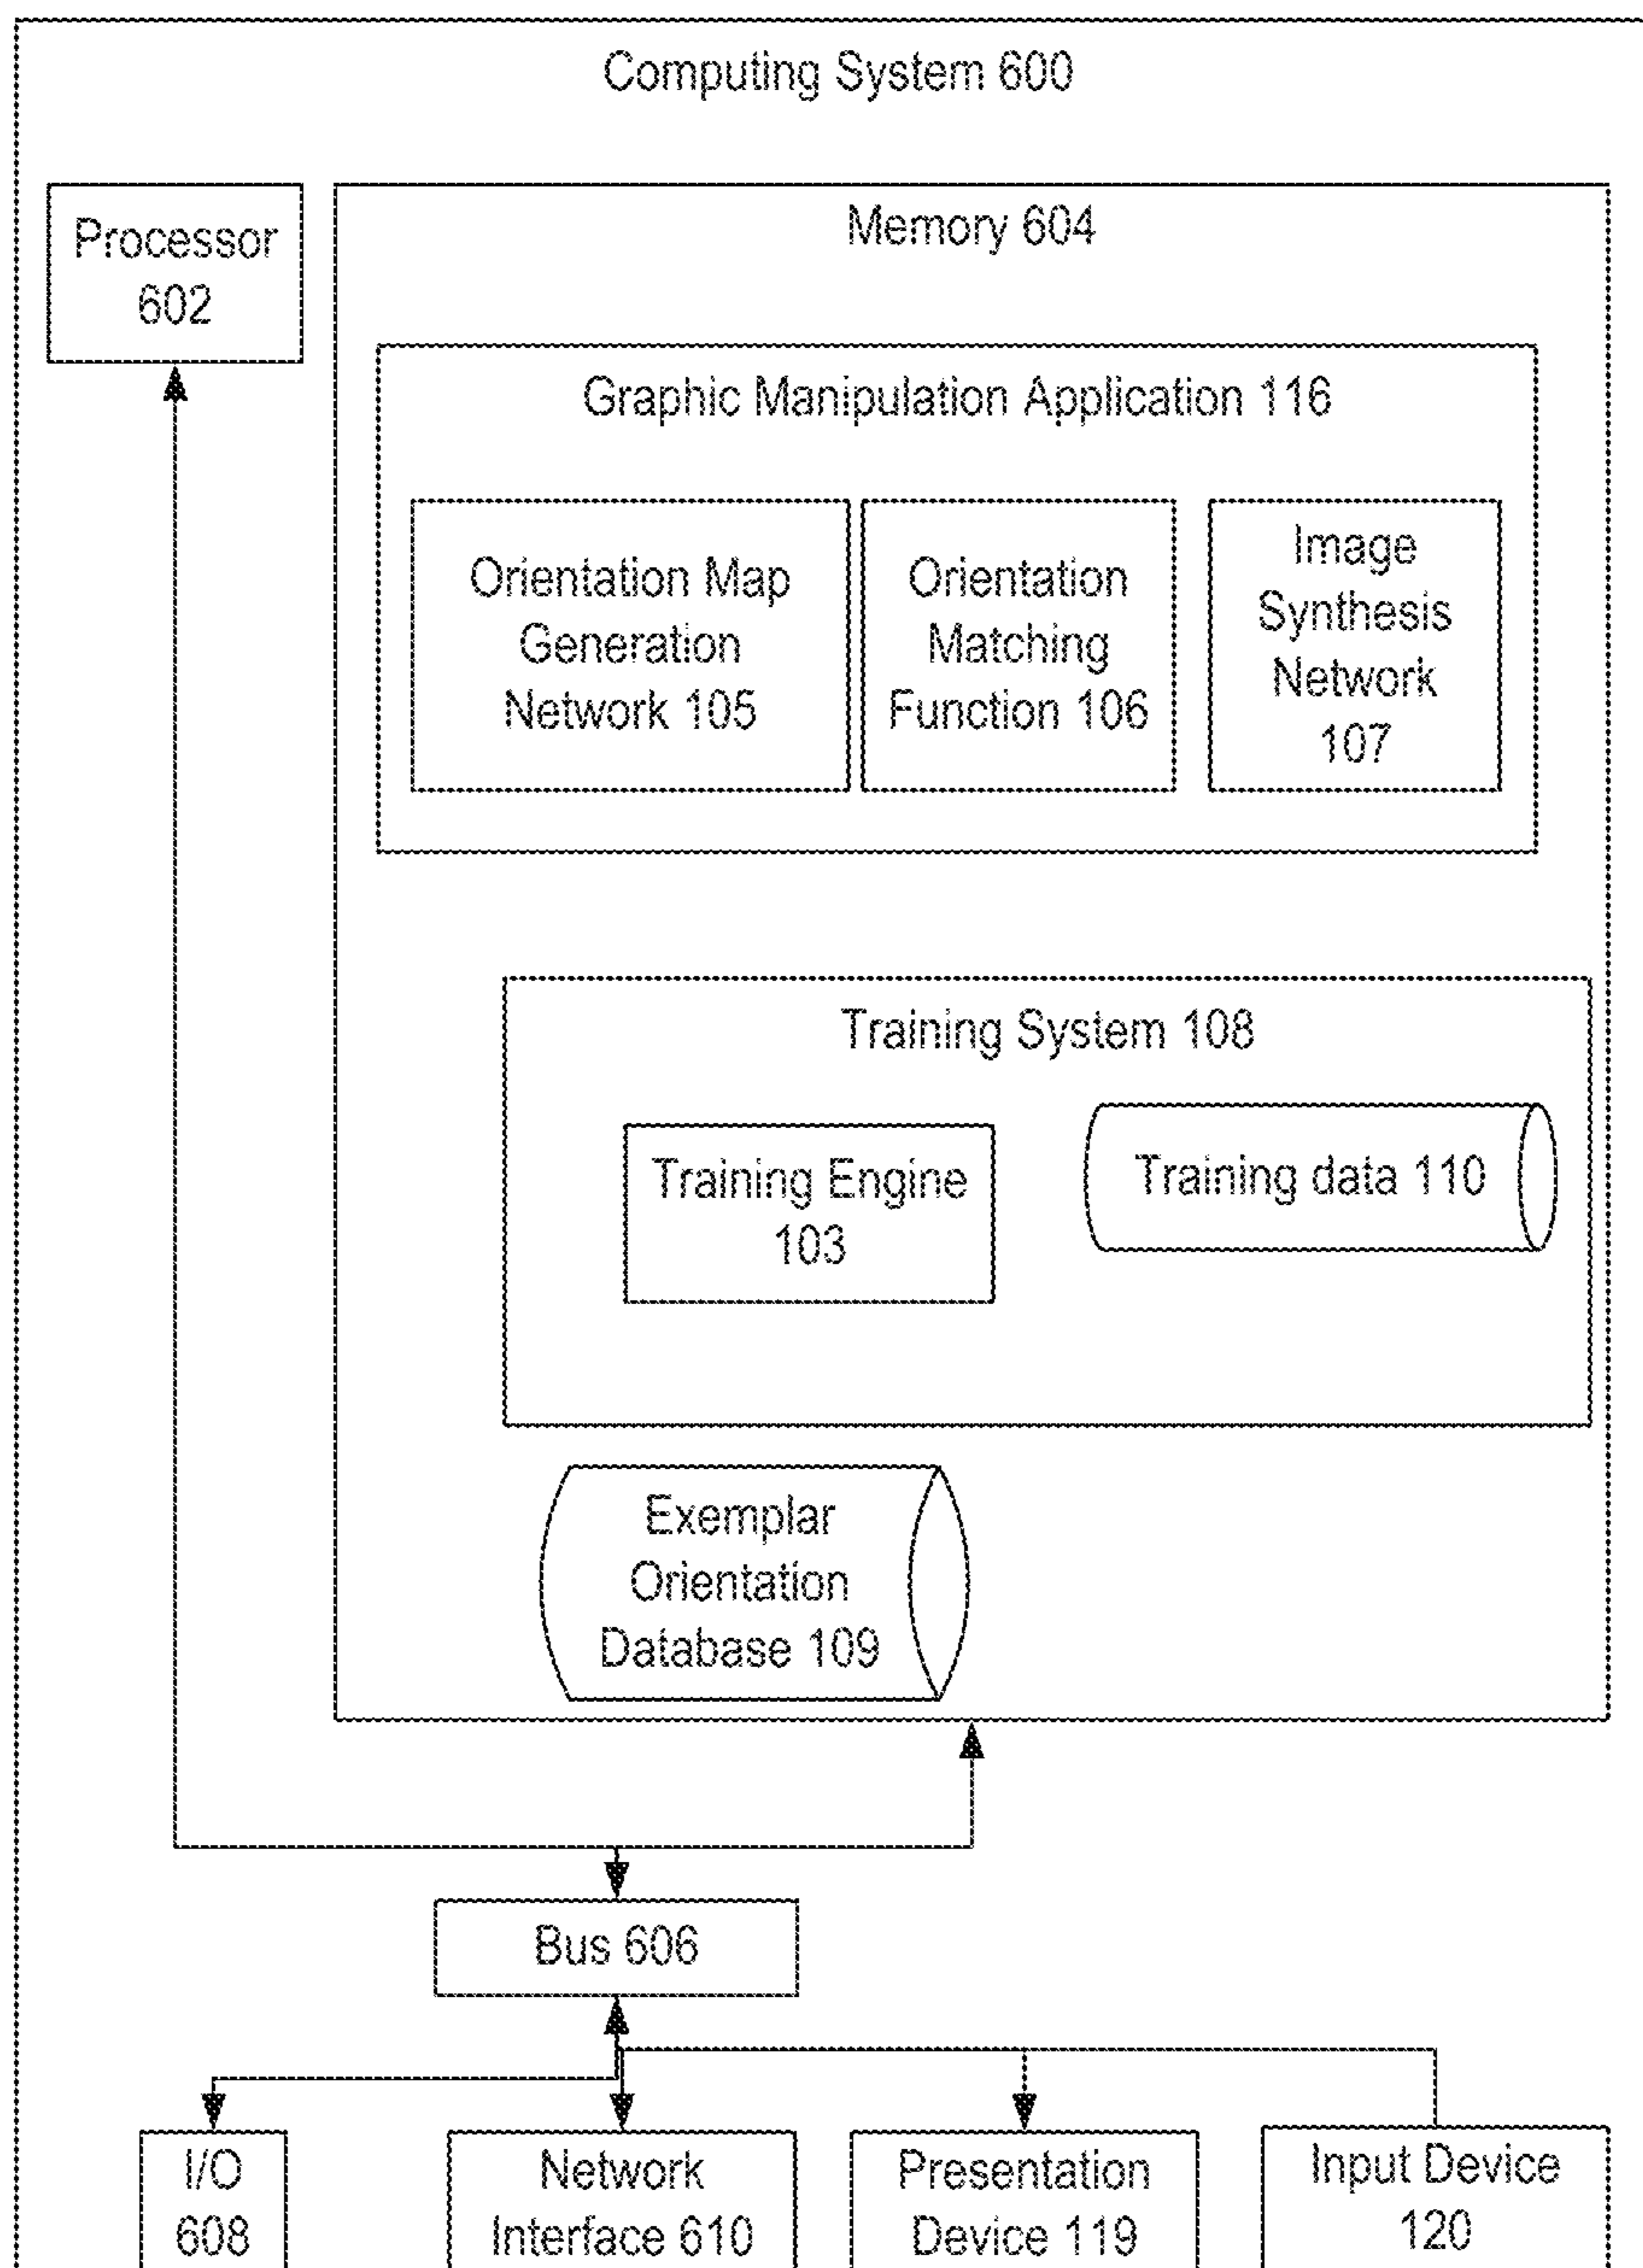 Computing System 600
Processor
602
Memory 604
Graphic Manipulation Application 116
Orientation Map
Generation
Network 105
Orientation
Matching
Function 106
Image
Synthesis
Network
107
Training System 108
Training Engine
103
Training data 110
Exemplar
Orientation
Database 109
Bus 606
I/O
608
Network
Interface 610
Presentation
Device 119
Input Device
120